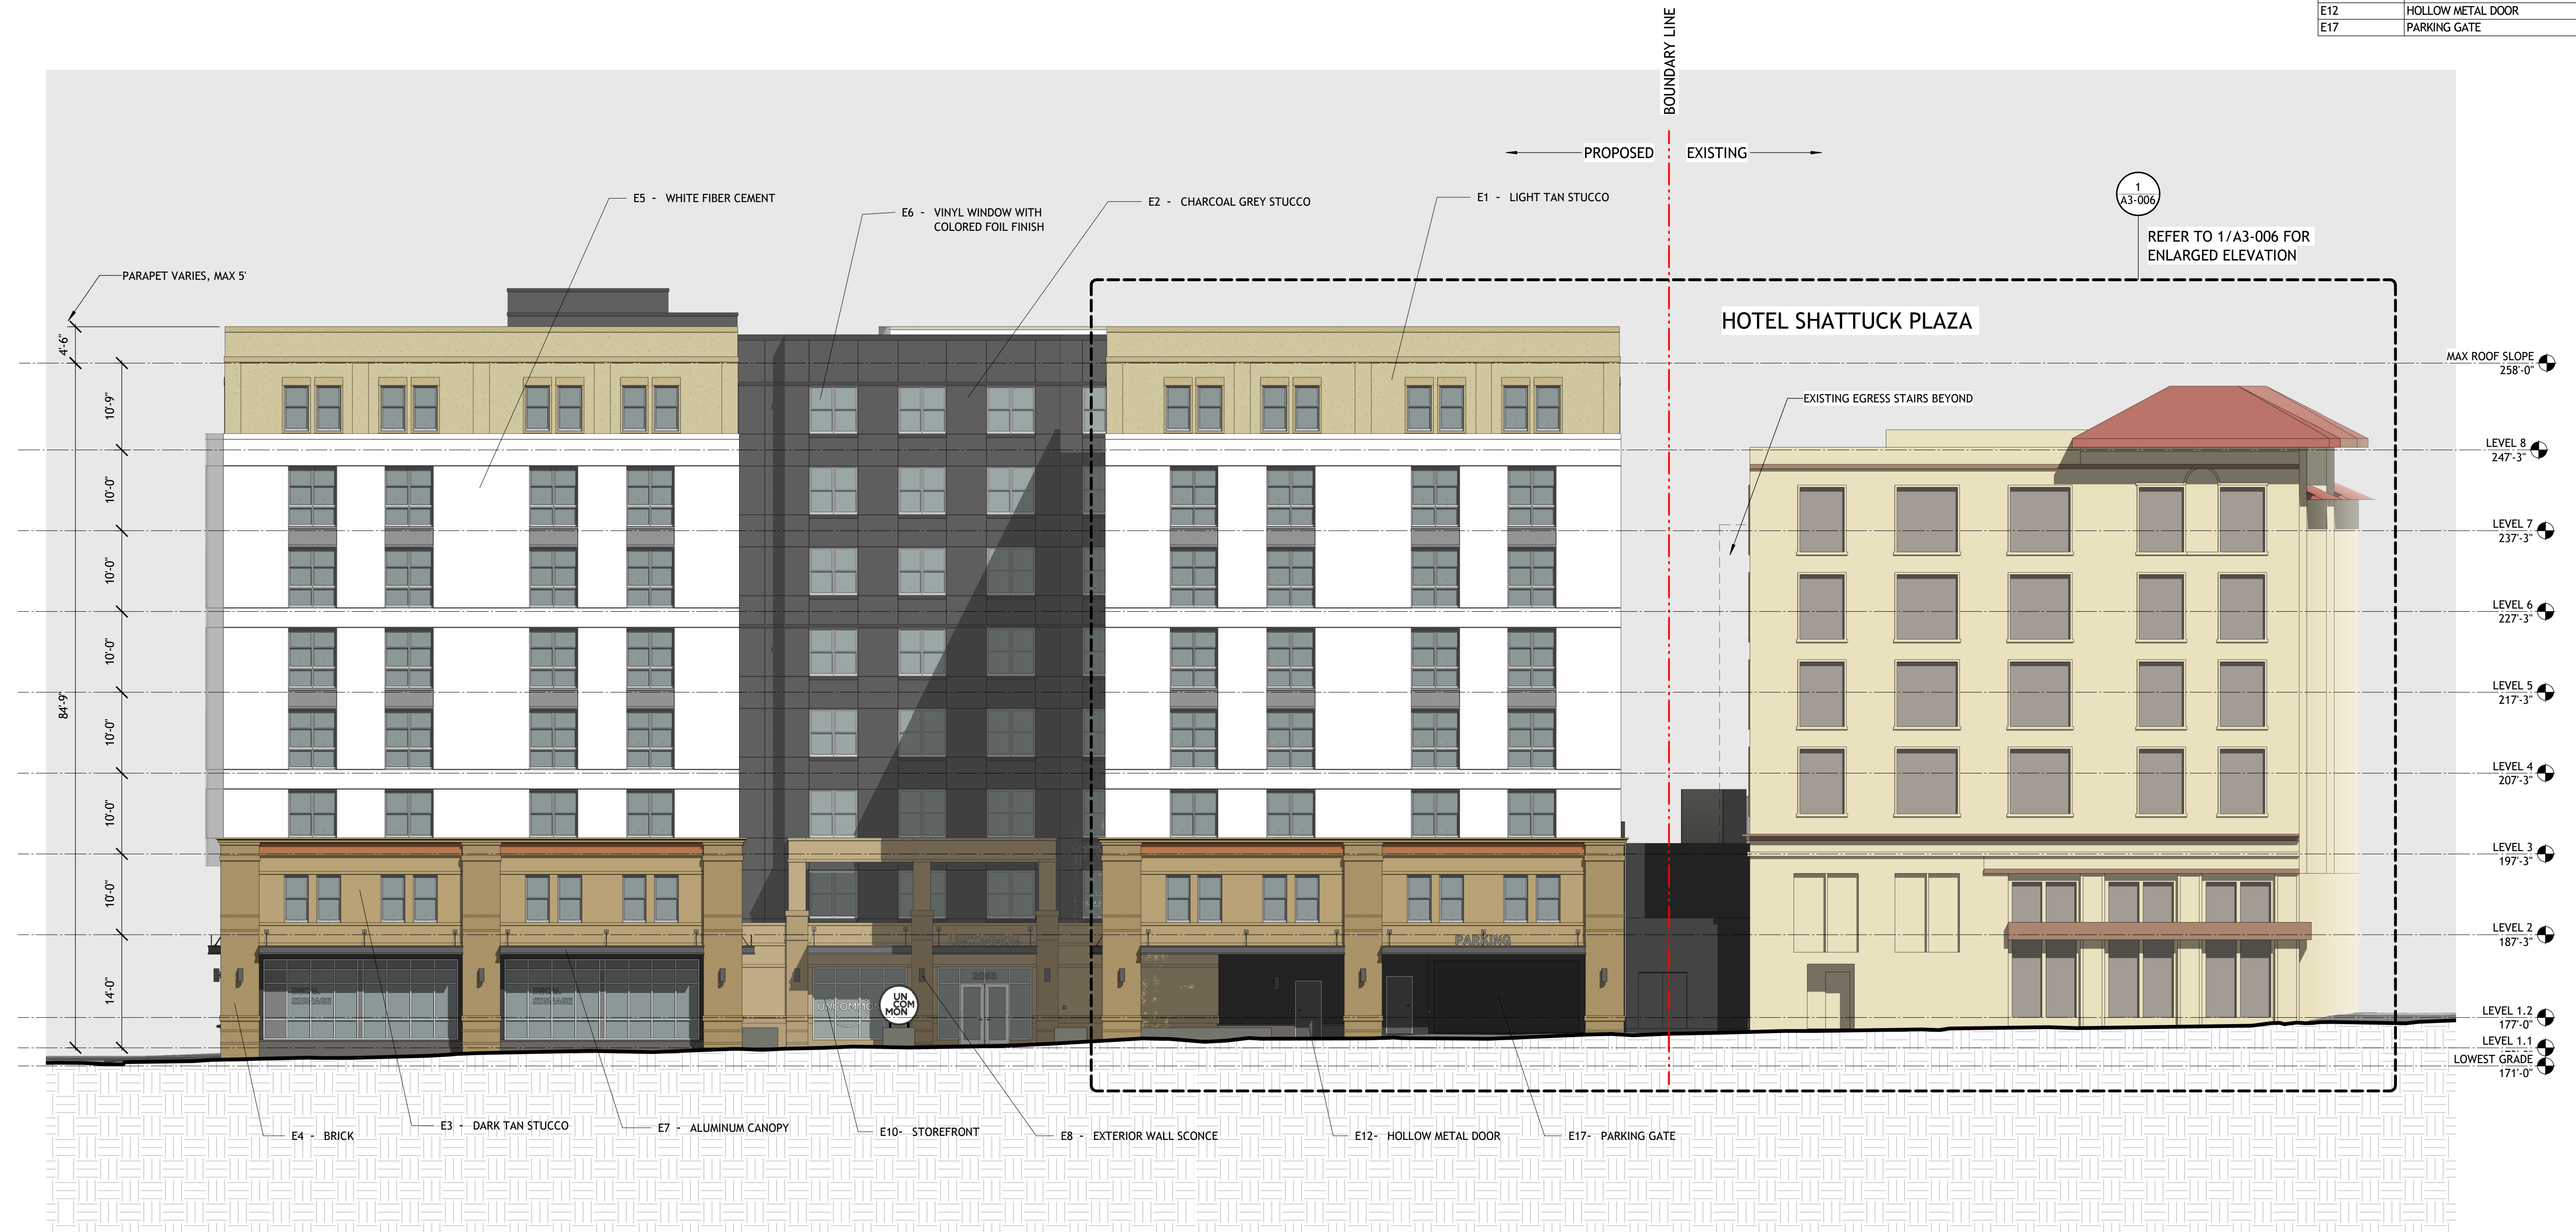 E12 HOLLOW METAL DOOR
E17 PARKING GATE
BOUNDARY LINE
PROPOSED
EXISTING
1
A3-006
REFER TO 1/A3-006 FOR
ENLARGED ELEVATION
E5 - WHITE FIBER CEMENT
E6 - VINYL WINDOW WITH
COLORED FOIL FINISH
E2 - CHARCOAL GREY STUCCO
E1 - LIGHT TAN STUCCO
PARAPET VARIES, MAX 5'
HOTEL SHATTUCK PLAZA
EXISTING EGRESS STAIRS BEYOND
4'-6"
84'-9"
10'-9"
10'-0"
10'-0"
10'-0"
10'-0"
10'-0"
10'-0"
14'-0"
MAX ROOF SLOPE
258'-0"
LEVEL 8
247'-3"
LEVEL 7
237'-3"
LEVEL 6
227'-3"
LEVEL 5
217'-3"
LEVEL 4
207'-3"
LEVEL 3
197'-3"
LEVEL 2
187'-3"
LEVEL 1.2
177'-0"
LEVEL 1.1
LOWEST GRADE
171'-0"
UNCOMMON
PARKING
DECAL
SIGNAGE
DECAL
SIGNAGE
2065
UNCOMMO
UN
COM
MON
E4 - BRICK
E3 - DARK TAN STUCCO
E7 - ALUMINUM CANOPY
E10- STOREFRONT
E8 - EXTERIOR WALL SCONCE
E12- HOLLOW METAL DOOR
E17- PARKING GATE